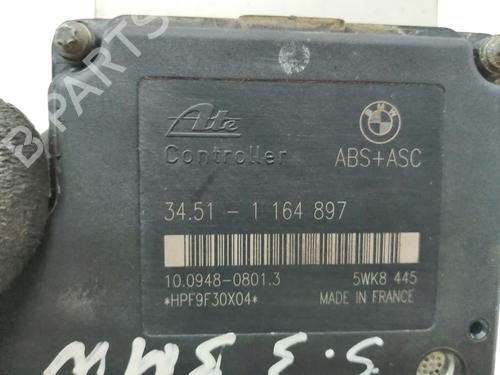 B-PARTS
Ate
BMW
Controller
ABS+ASC
34.51 - 1 164 897
10.0948-0801.3
5WK8 445
*HPF9F30X04*
MADE IN FRANCE